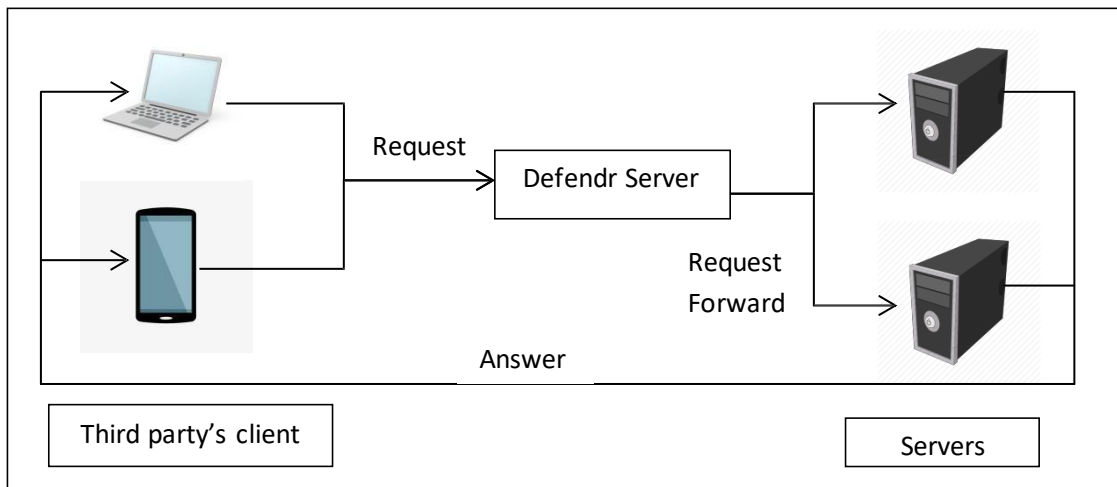 Request
Defendr Server
Request
Forward
Answer
Third party’s client
Servers